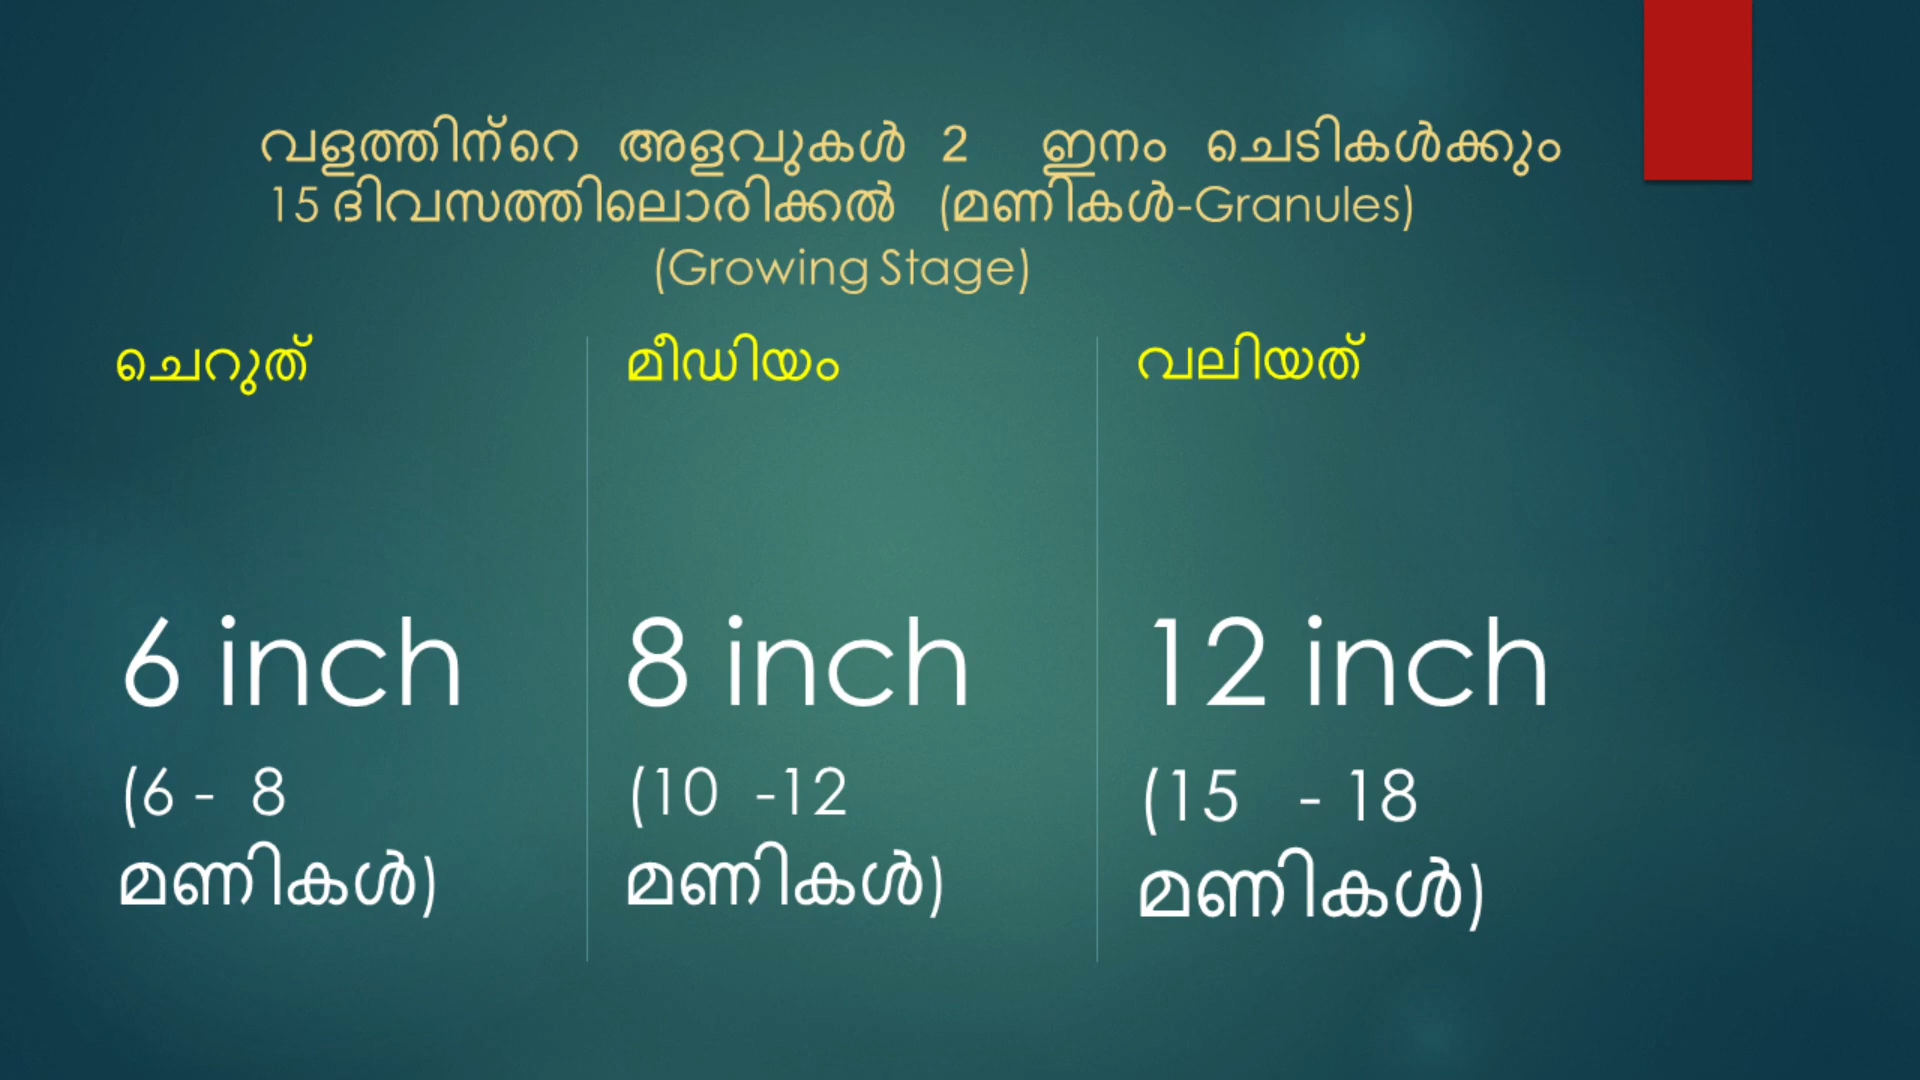 വളത്തിന്റെ അളവുകൾ 2 ഇനം ചെടികൾക്കും
15 ദിവസത്തിലൊരിക്കൽ (മണികൾ-Granules)
(Growing Stage)
ചെറുത്
6 inch
(6 - 8
മണികൾ)
മീഡിയം
8 inch
(10 -12
മണികൾ)
വലിയത്
12 inch
(15 - 18
മണികൾ)